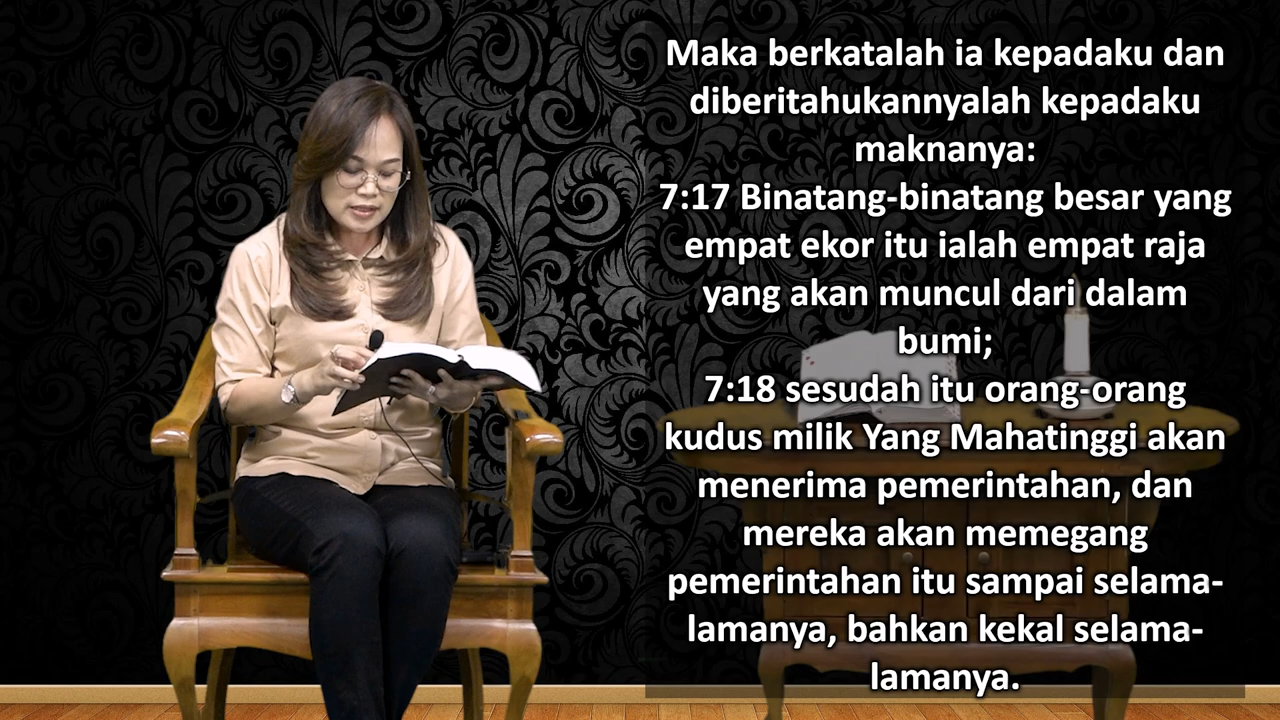 Maka berkatalah ia kepadaku dan
diberitahukannyalah kepadaku
maknanya:
7:17 Binatang-binatang besar yang
empat ekor itu ialah empat raja
yang akan muncul dari dalam
bumi;
7:18 sesudah itu orang-orang
kudus milik Yang Mahatinggi akan
menerima pemerintahan, dan
mereka akan memegang
pemerintahan itu sampai selama-
lamanya, bahkan kekal selama-
lamanya.